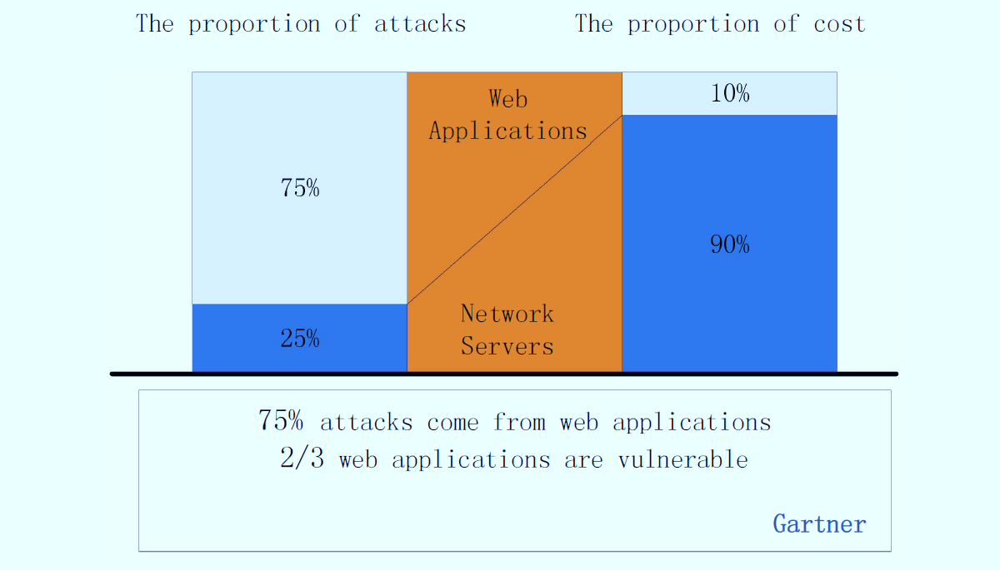 The proportion of attacks
The proportion of cost
Web
Applications
10%
75%
90%
Network
Servers
25%
75% attacks come from web applications
2/3 web applications are vulnerable
Gartner